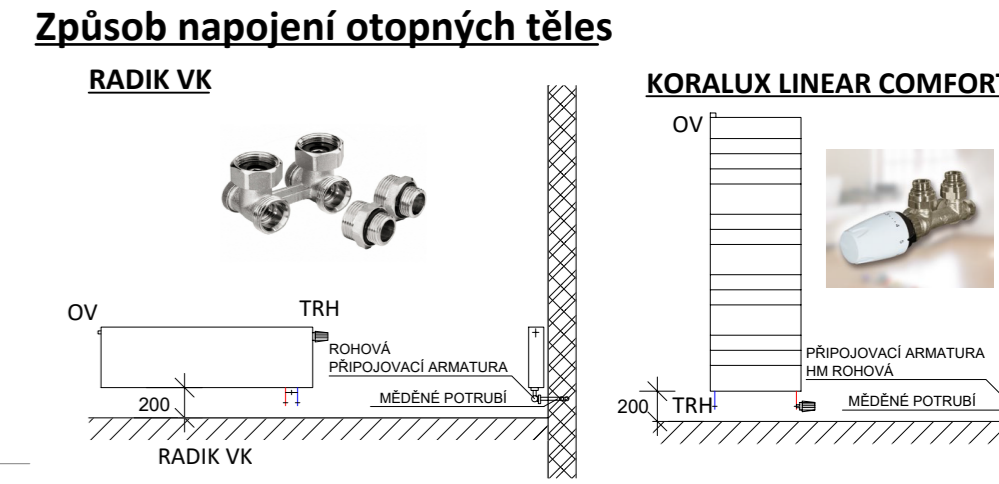 Způsob napojení otopných těles
RADIK VK
OV
TRH
ROHOVÁ
PŘIPOJOVACÍ ARMATURA
MĚDĚNÉ POTRUBÍ
200
RADIK VK
KORALUX LINEAR COMFORT
OV
PŘIPOJOVACÍ ARMATURA
HM ROHOVÁ
MĚDĚNÉ POTRUBÍ
200
TRH